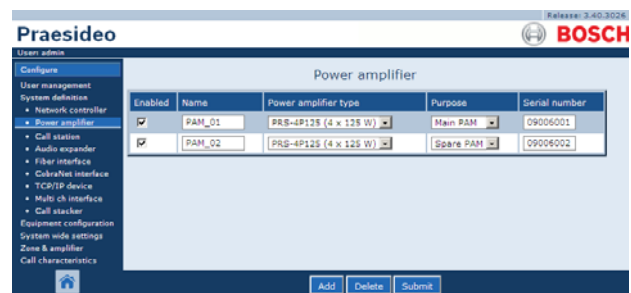 Release: 3.40.3026
Praesideo
BOSCH
User: admin
Configure
User management
System definition
• Network controller
• Power amplifier
• Call station
• Audio expander
• Fiber interface
• CobraNet interface
• TCP/IP device
• Multi ch interface
• Call stacker
Equipment configuration
System wide settings
Zone & amplifier
Call characteristics
Power amplifier
Enabled Name Power amplifier type Purpose Serial number
PAM_01 PRS-4P125 (4 x 125 W) Main PAM 09006001
PAM_02 PRS-4P125 (4 x 125 W) Spare PAM 09006002
Add Delete Submit